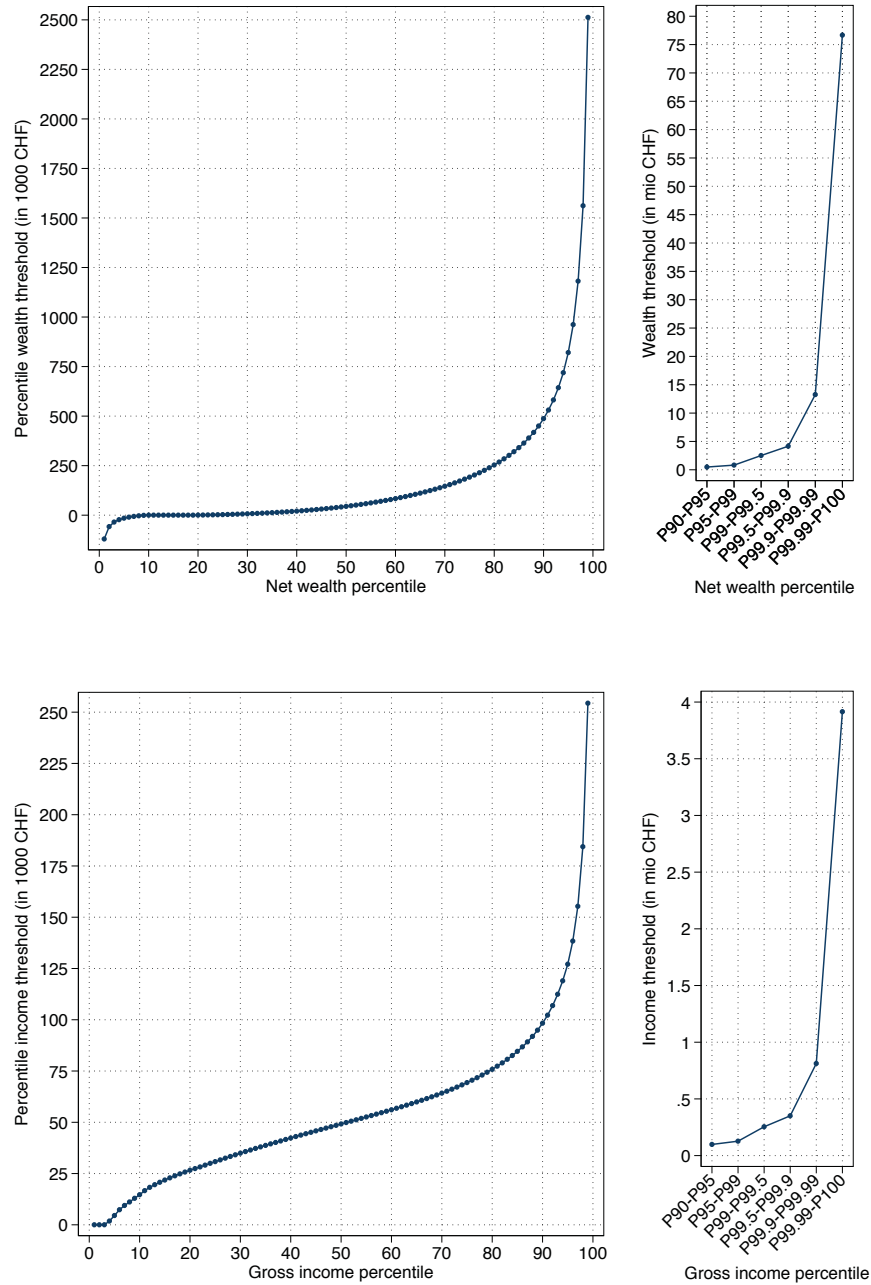 Percentile wealth threshold (in 1000 CHF)
2500
2250
2000
1750
1500
1250
1000
750
500
250
0
0 10 20 30 40 50 60 70 80 90 100
Net wealth percentile
Wealth threshold (in mio CHF)
80
75
70
65
60
55
50
45
40
35
30
25
20
15
10
5
0
P90-P95
P95-P99
P99-P99.5
P99.5-P99.9
P99.9-P99.99
P99.99-P100
Net wealth percentile
Percentile income threshold (in 1000 CHF)
250
225
200
175
150
125
100
75
50
25
0
0 10 20 30 40 50 60 70 80 90 100
Gross income percentile
Income threshold (in mio CHF)
4
3.5
3
2.5
2
1.5
1
.5
0
P90-P95
P95-P99
P99-P99.5
P99.5-P99.9
P99.9-P99.99
P99.99-P100
Gross income percentile